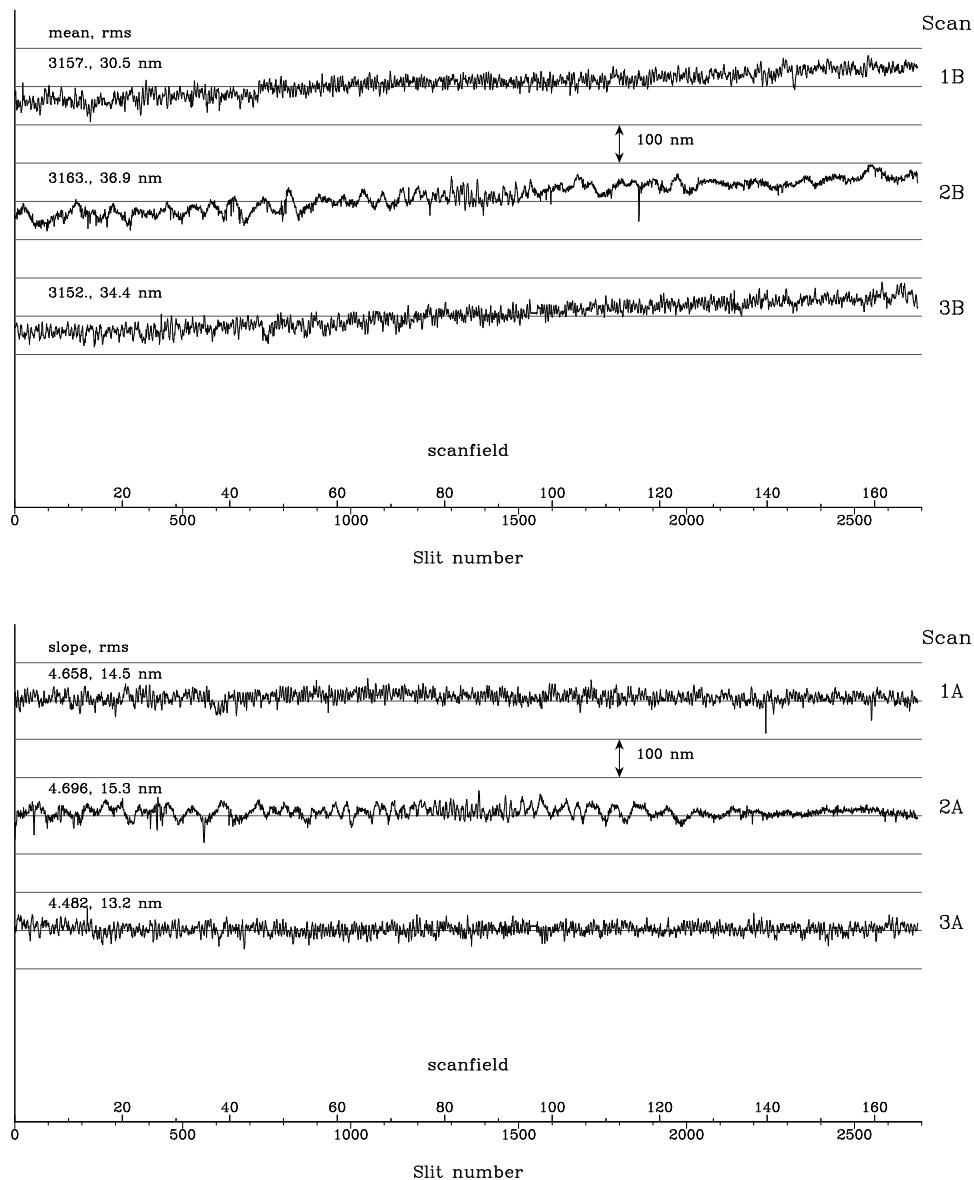 Scan
mean, rms
3157., 30.5 nm
1B
100 nm
3163., 36.9 nm
2B
3152., 34.4 nm
3B
scanfield
20 40 60 80 100 120 140 160
0 500 1000 1500 2000 2500
Slit number
Scan
slope, rms
4.658, 14.5 nm
1A
100 nm
4.696, 15.3 nm
2A
4.482, 13.2 nm
3A
scanfield
20 40 60 80 100 120 140 160
0 500 1000 1500 2000 2500
Slit number